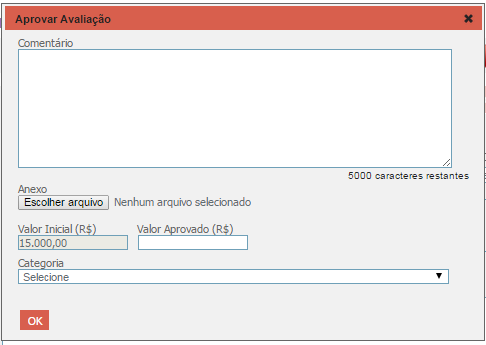 Aprovar Avaliação
Comentário
5000 caracteres restantes
Anexo
Escolher arquivo Nenhum arquivo selecionado
Valor Inicial (R$) Valor Aprovado (R$)
15.000,00
Categoria
Selecione
OK